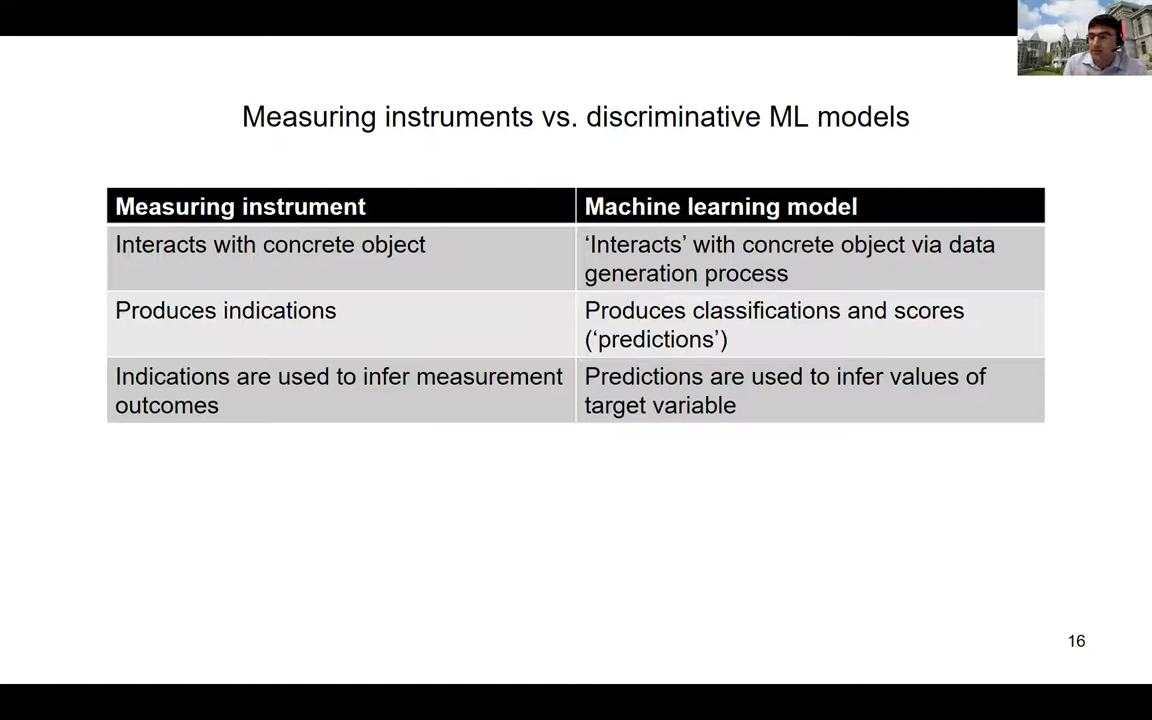 Measuring instruments vs. discriminative ML models
Measuring instrument
Machine learning model
Interacts with concrete object
‘Interacts’ with concrete object via data
generation process
Produces indications
Produces classifications and scores
(‘predictions’)
Indications are used to infer measurement
outcomes
Predictions are used to infer values of
target variable
16